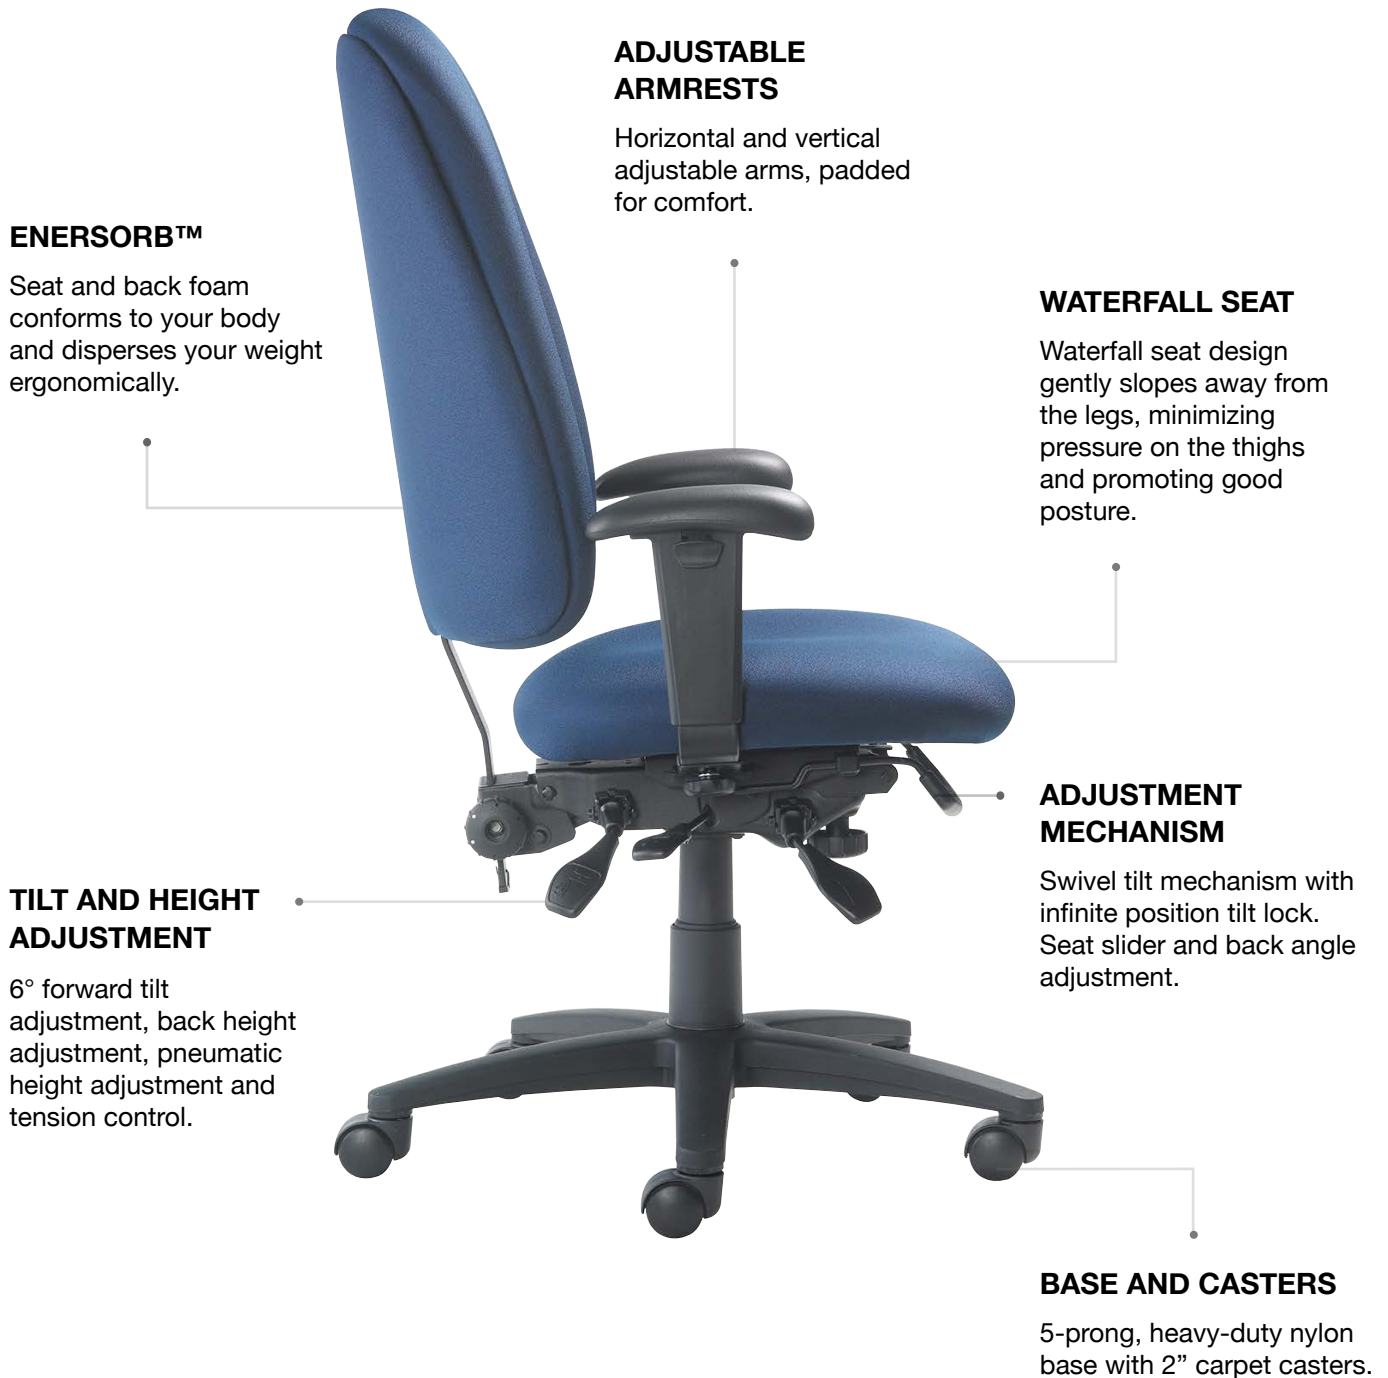 ADJUSTABLE
ARMRESTS
Horizontal and vertical
adjustable arms, padded
for comfort.
ENERSORB™
Seat and back foam
conforms to your body
and disperses your weight
ergonomically.
WATERFALL SEAT
Waterfall seat design
gently slopes away from
the legs, minimizing
pressure on the thighs
and promoting good
posture.
ADJUSTMENT
MECHANISM
Swivel tilt mechanism with
infinite position tilt lock.
Seat slider and back angle
adjustment.
TILT AND HEIGHT
ADJUSTMENT
6° forward tilt
adjustment, back height
adjustment, pneumatic
height adjustment and
tension control.
BASE AND CASTERS
5-prong, heavy-duty nylon
base with 2” carpet casters.